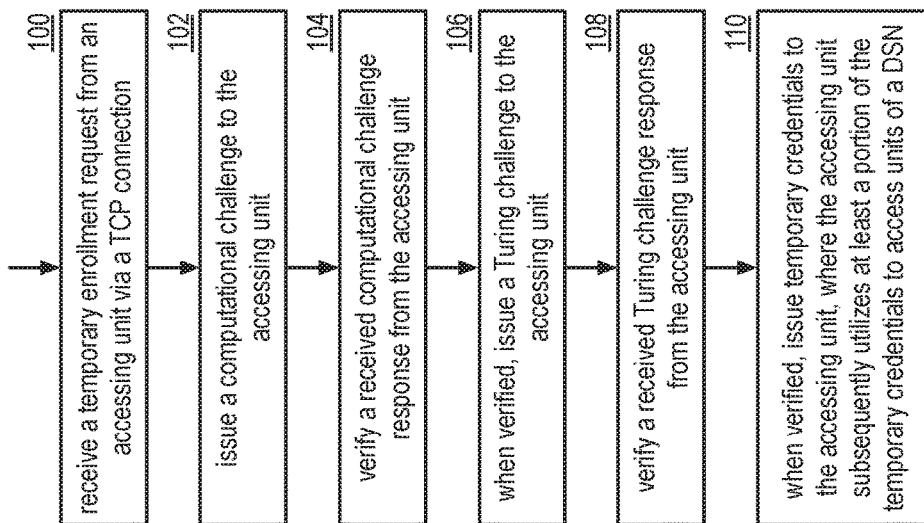 100
receive a temporary enrollment request from an
accessing unit via a TCP connection
102
issue a computational challenge to the
accessing unit
104
verify a received computational challenge
response from the accessing unit
106
when verified, issue a Turing challenge to the
accessing unit
108
verify a received Turing challenge response
from the accessing unit
110
when verified, issue temporary credentials to
the accessing unit, where the accessing unit
subsequently utilizes at least a portion of the
temporary credentials to access units of a DSN